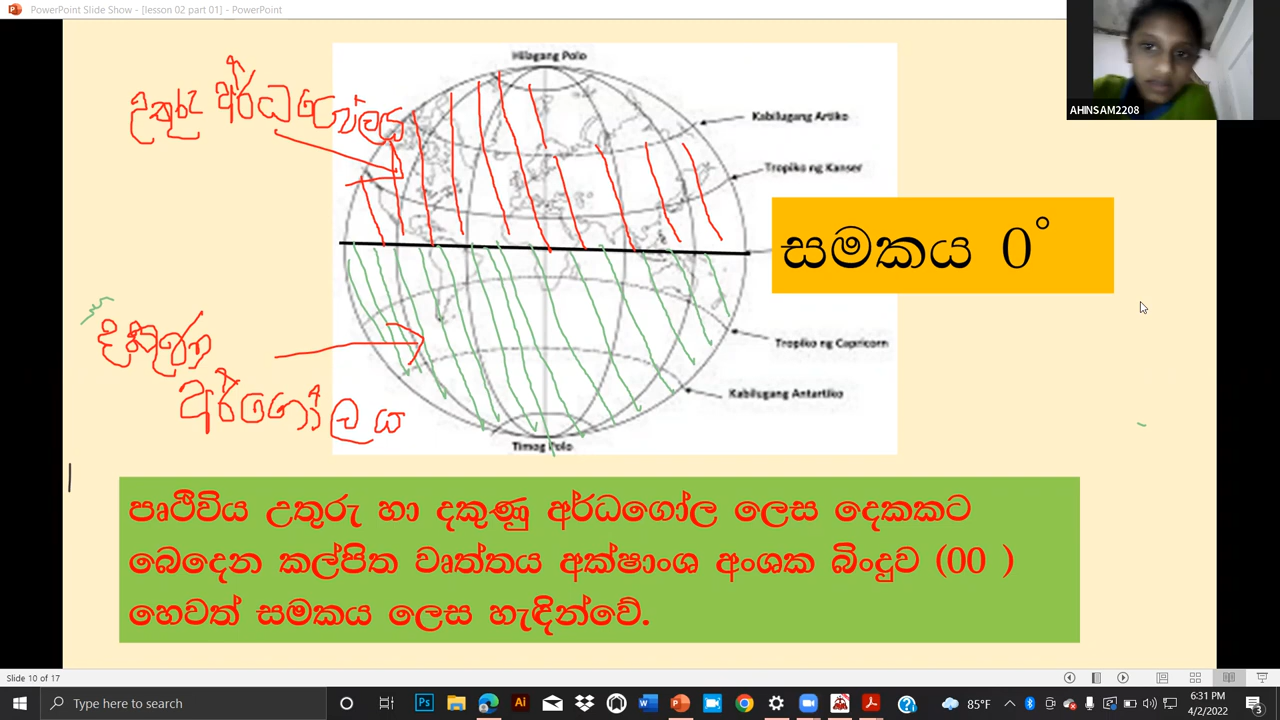 PowerPoint Slide Show - [lesson 02 part 01] - PowerPoint
AHINSAM2208
Hilagang Polo
උතුරු අර්ධගෝලය
Kabilugang Artiko
Tropiko ng Kanser
සමකය 0°
දකුණු
අර්ගෝලය
Tropiko ng Capricorn
Kabilugang Antartiko
Timog Polo
පෘථිවිය උතුරු හා දකුණු අර්ධගෝල ලෙස දෙකකට
බෙදෙන කල්පිත වෘත්තය අක්ෂාංශ අංශක බිංදුව (00 )
හෙවත් සමකය ලෙස හැඳින්වේ.
Slide 10 of 17
Type here to search
85°F
6:31 PM
4/2/2022
3